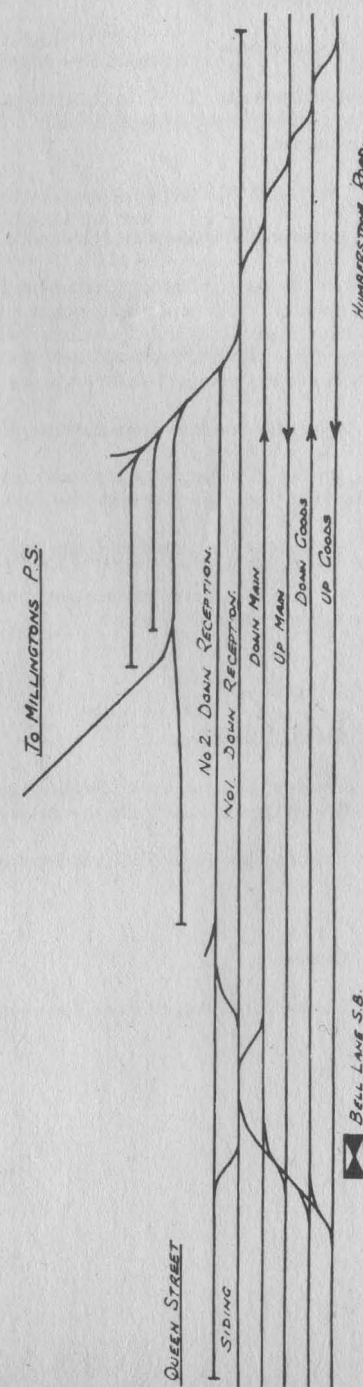 To MILLINGTONS P.S.
QUEEN STREET
SIDING
No 2. DOWN RECEPTION.
No1. DOWN RECEPTION.
DOWN MAIN
UP MAIN
DOWN GOODS
UP GOODS
BELL LANE S.B.
HUMBERSTONE ROAD